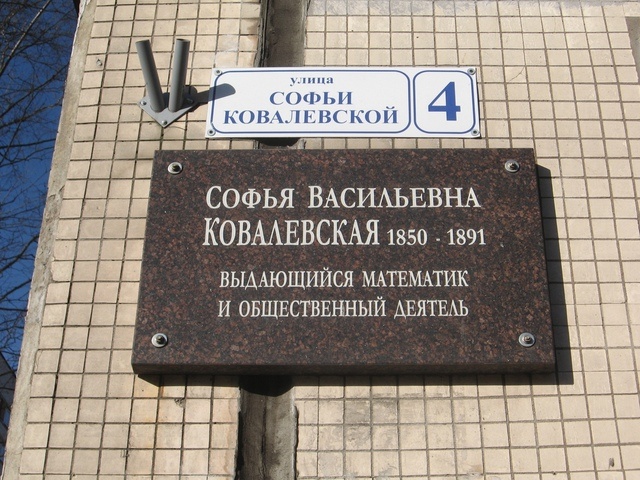 улица
СОФЬИ
КОВАЛЕВСКОЙ 4
СОФЬЯ ВАСИЛЬЕВНА
КОВАЛЕВСКАЯ 1850 - 1891
ВЫДАЮЩИЙСЯ МАТЕМАТИК
И ОБЩЕСТВЕННЫЙ ДЕЯТЕЛЬ